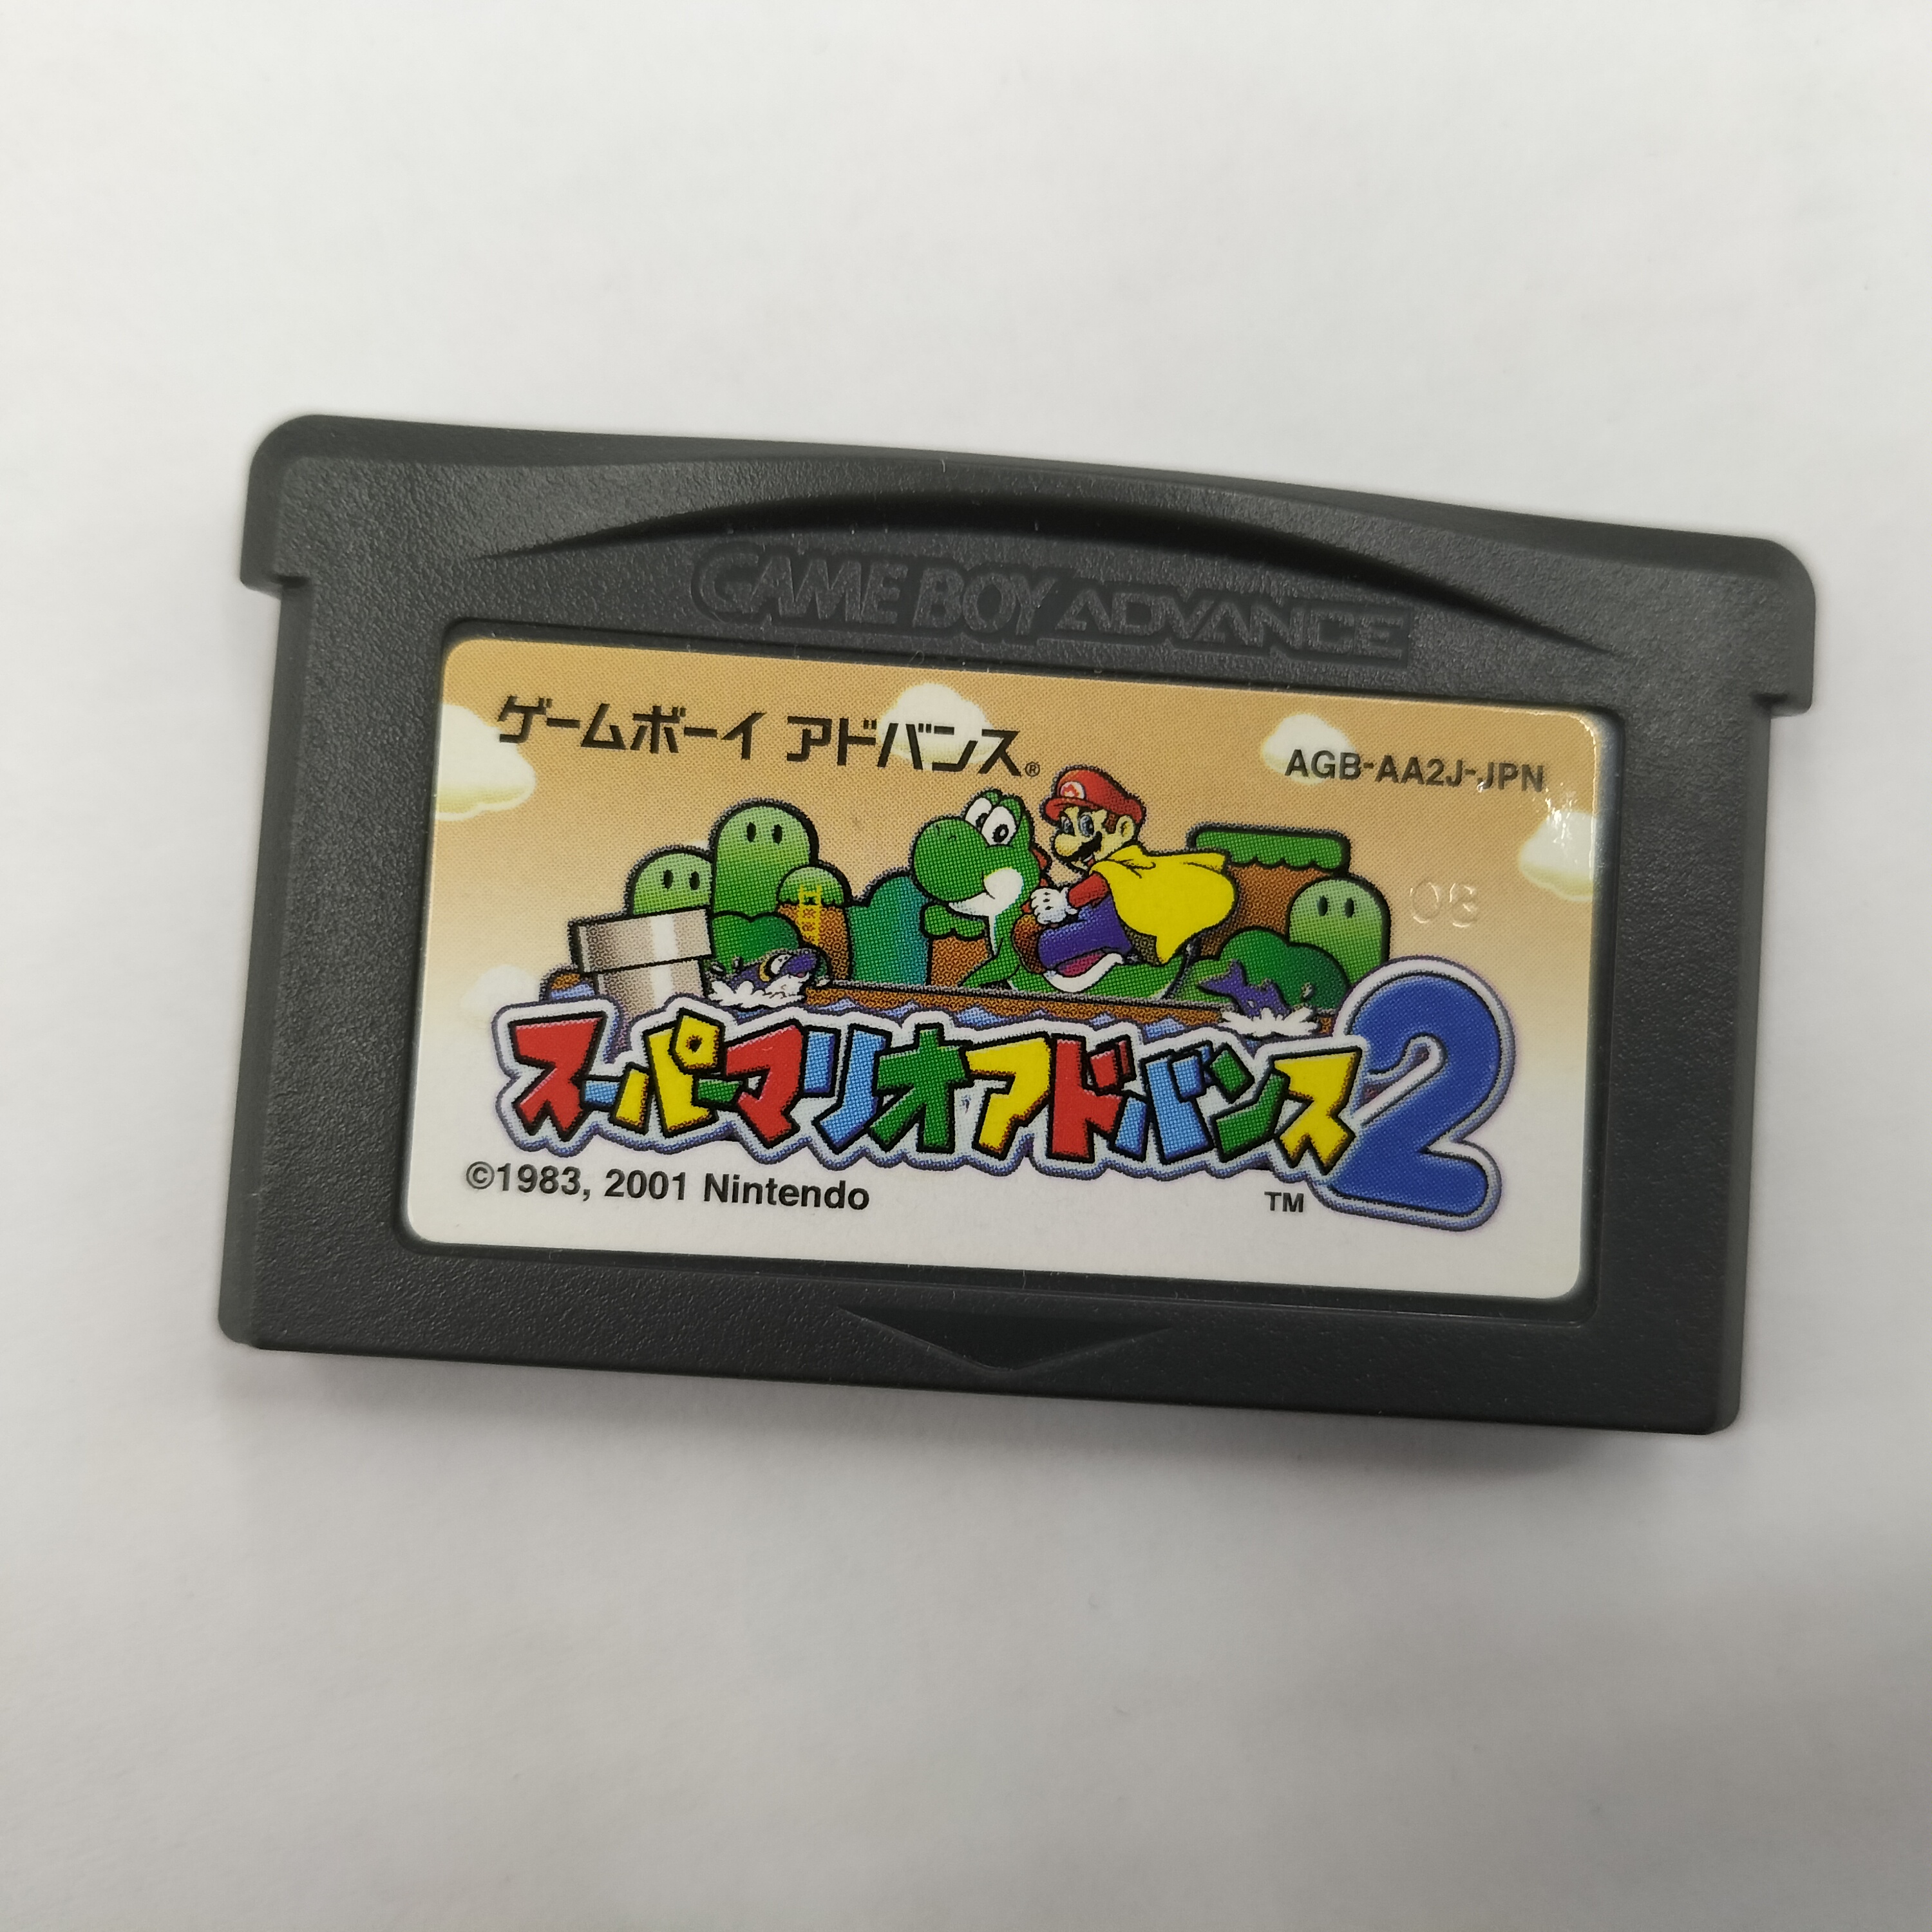 GAME BOY ADVANCE
ゲームボーイ アドバンス®
AGB-AA2J-JPN
スーパーマリオアドバンス2
©1983, 2001 Nintendo
TM